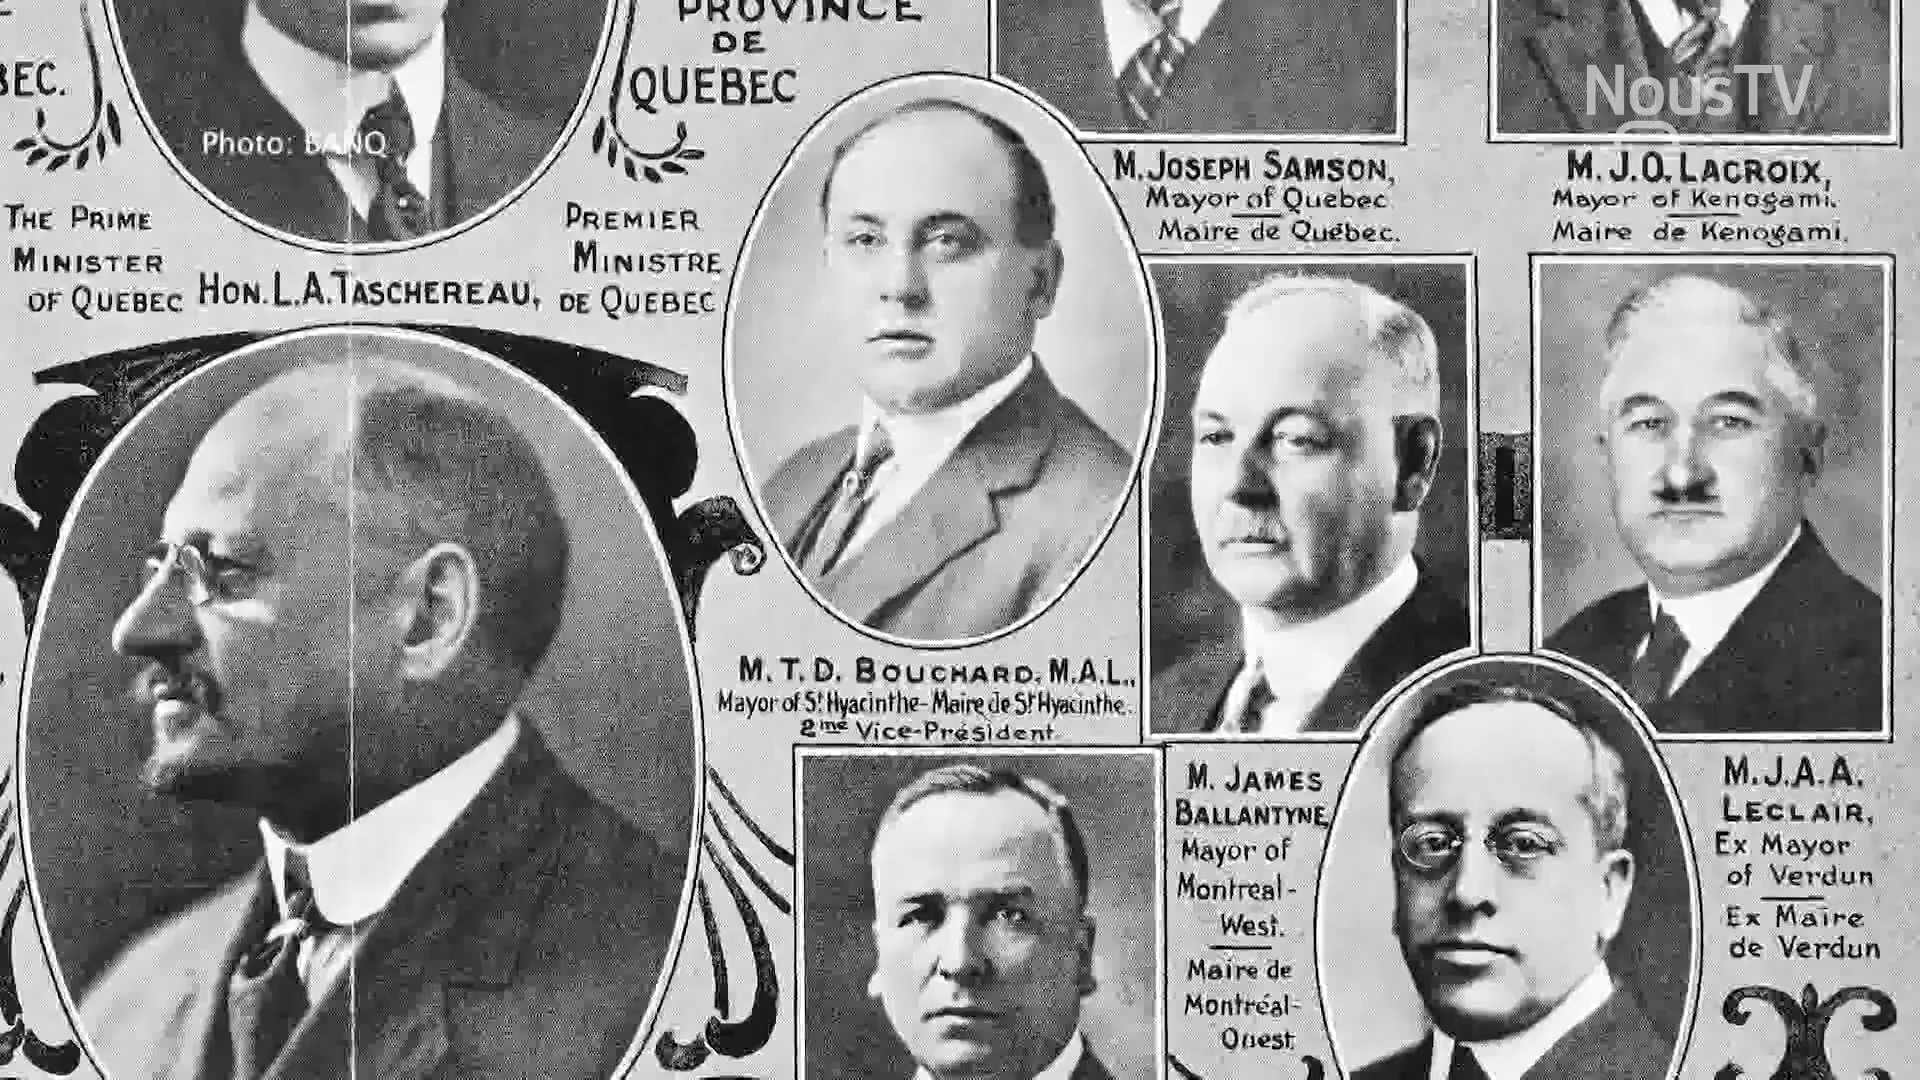 PROVINCE
DE
QUEBEC
BEC.
NousTV
Photo: BANQ
THE PRIME
MINISTER
OF QUEBEC
HON. L.A. TASCHEREAU,
PREMIER
MINISTRE
DE QUEBEC
M. JOSEPH SAMSON,
Mayor of Quebec
Maire de Québec.
M. J.O. LACROIX,
Mayor of Kenogami.
Maire de Kenogami.
M. T. D. BOUCHARD, M.A.L.,
Mayor of St Hyacinthe - Maire de St Hyacinthe.
2me Vice-Président
M. JAMES
BALLANTYNE,
Mayor of
Montreal-
West.
Maire de
Montréal-
Ouest
M. J.A.A.
LECLAIR,
Ex Mayor
of Verdun
Ex Maire
de Verdun